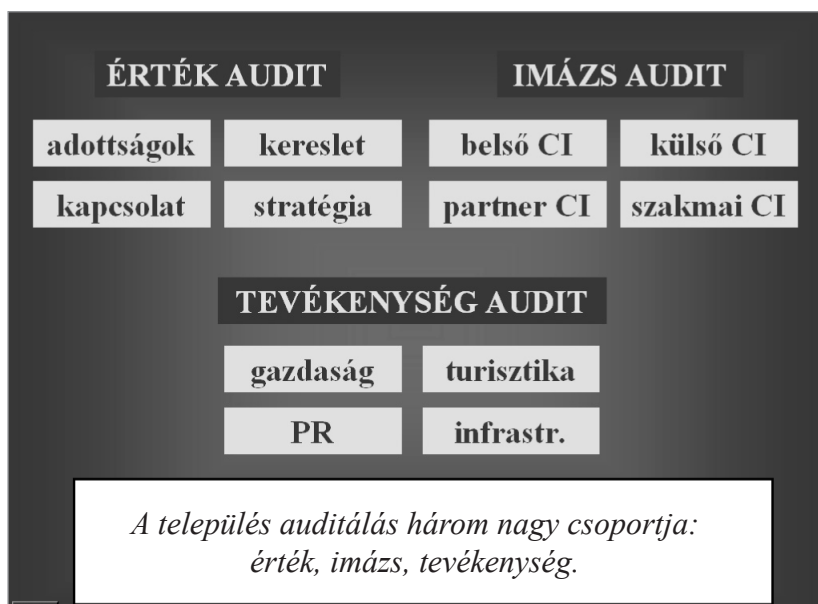 ÉRTÉK AUDIT
adottságok kereslet
kapcsolat stratégia
IMÁZS AUDIT
belső CI külső CI
partner CI szakmai CI
TEVÉKENYSÉG AUDIT
gazdaság turisztika
PR infrastr.
A település auditálás három nagy csoportja:
érték, imázs, tevékenység.